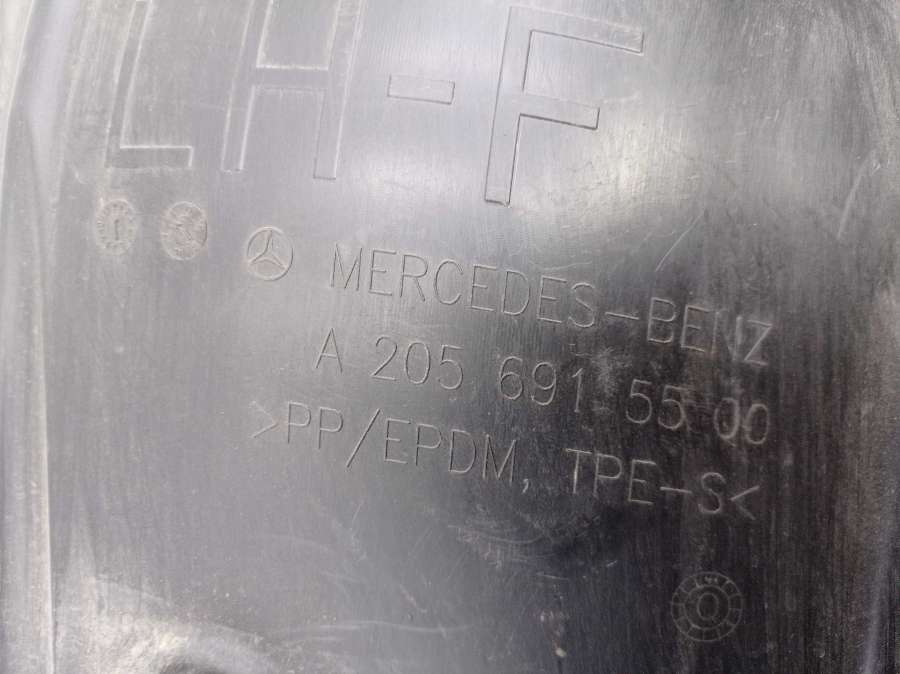 LH-F
MERCEDES-BENZ
A 205 691 55 00
>PP/EPDM, TPE-S<